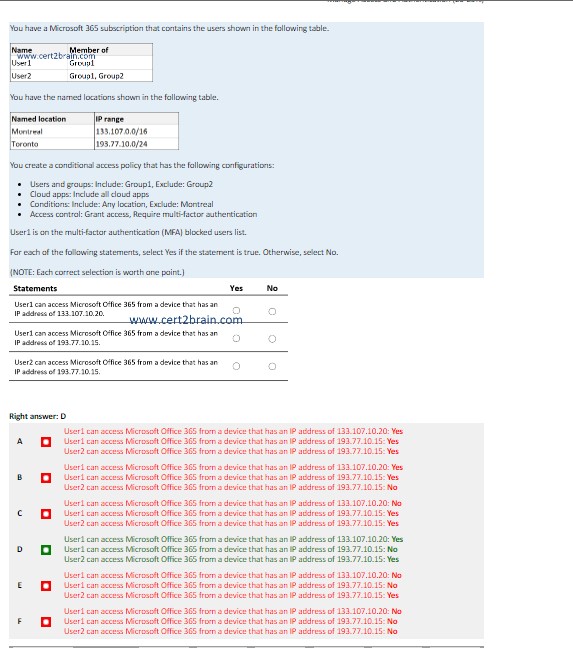 You have a Microsoft 365 subscription that contains the users shown in the following table.
Name Member of
www.cert2brain.com
User1 Group1
User2 Group1, Group2
You have the named locations shown in the following table.
Named location IP range
Montreal 133.107.0.0/16
Toronto 193.77.10.0/24
You create a conditional access policy that has the following configurations:
• Users and groups: Include: Group1, Exclude: Group2
• Cloud apps: Include all cloud apps
• Conditions: Include: Any location, Exclude: Montreal
• Access control: Grant access, Require multi-factor authentication
User1 is on the multi-factor authentication (MFA) blocked users list.
For each of the following statements, select Yes if the statement is true. Otherwise, select No.
(NOTE: Each correct selection is worth one point.)
Statements Yes No
User1 can access Microsoft Office 365 from a device that has an
IP address of 133.107.10.20.
www.cert2brain.com
User1 can access Microsoft Office 365 from a device that has an
IP address of 193.77.10.15.
User2 can access Microsoft Office 365 from a device that has an
IP address of 193.77.10.15.
Right answer: D
User1 can access Microsoft Office 365 from a device that has an IP address of 133.107.10.20: Yes
A User1 can access Microsoft Office 365 from a device that has an IP address of 193.77.10.15: Yes
User2 can access Microsoft Office 365 from a device that has an IP address of 193.77.10.15: Yes
User1 can access Microsoft Office 365 from a device that has an IP address of 133.107.10.20: Yes
B User1 can access Microsoft Office 365 from a device that has an IP address of 193.77.10.15: Yes
User2 can access Microsoft Office 365 from a device that has an IP address of 193.77.10.15: No
User1 can access Microsoft Office 365 from a device that has an IP address of 133.107.10.20: No
C User1 can access Microsoft Office 365 from a device that has an IP address of 193.77.10.15: Yes
User2 can access Microsoft Office 365 from a device that has an IP address of 193.77.10.15: Yes
User1 can access Microsoft Office 365 from a device that has an IP address of 133.107.10.20: Yes
D User1 can access Microsoft Office 365 from a device that has an IP address of 193.77.10.15: No
User2 can access Microsoft Office 365 from a device that has an IP address of 193.77.10.15: Yes
User1 can access Microsoft Office 365 from a device that has an IP address of 133.107.10.20: No
E User1 can access Microsoft Office 365 from a device that has an IP address of 193.77.10.15: No
User2 can access Microsoft Office 365 from a device that has an IP address of 193.77.10.15: Yes
User1 can access Microsoft Office 365 from a device that has an IP address of 133.107.10.20: No
F User1 can access Microsoft Office 365 from a device that has an IP address of 193.77.10.15: No
User2 can access Microsoft Office 365 from a device that has an IP address of 193.77.10.15: No